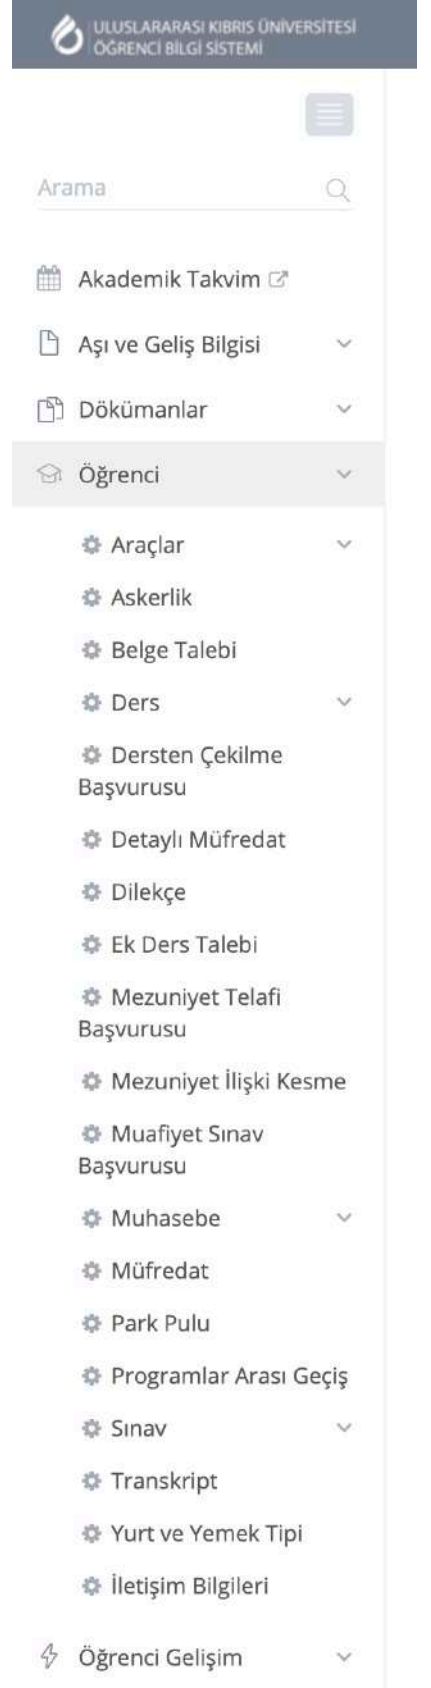 ULUSLARARASI KIBRIS ÜNİVERSİTESİ
ÖĞRENCİ BİLGİ SİSTEMİ
Arama
Akademik Takvim
Aşı ve Geliş Bilgisi
Dökümanlar
Öğrenci
Araçlar
Askerlik
Belge Talebi
Ders
Dersten Çekilme
Başvurusu
Detaylı Müfredat
Dilekçe
Ek Ders Talebi
Mezuniyet Telafi
Başvurusu
Mezuniyet İlişki Kesme
Muafiyet Sınav
Başvurusu
Muhasebe
Müfredat
Park Pulu
Programlar Arası Geçiş
Sınav
Transkript
Yurt ve Yemek Tipi
İletişim Bilgileri
Öğrenci Gelişim